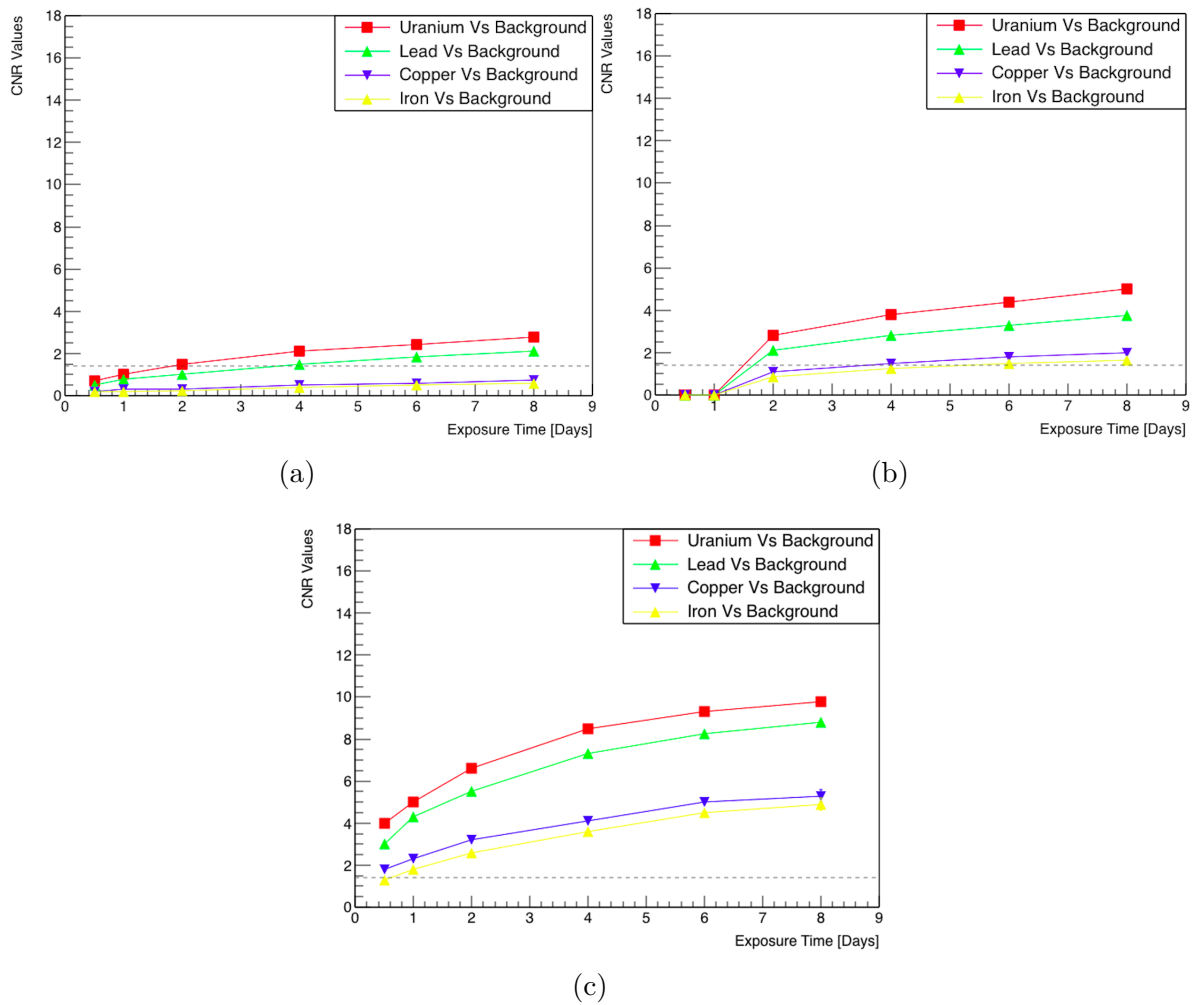 CNR Values
18
16
14
12
10
8
6
4
2
0
Uranium Vs Background
Lead Vs Background
Copper Vs Background
Iron Vs Background
0 1 2 3 4 5 6 7 8 9
Exposure Time [Days]
(a)
CNR Values
18
16
14
12
10
8
6
4
2
0
Uranium Vs Background
Lead Vs Background
Copper Vs Background
Iron Vs Background
0 1 2 3 4 5 6 7 8 9
Exposure Time [Days]
(b)
CNR Values
18
16
14
12
10
8
6
4
2
0
Uranium Vs Background
Lead Vs Background
Copper Vs Background
Iron Vs Background
0 1 2 3 4 5 6 7 8 9
Exposure Time [Days]
(c)